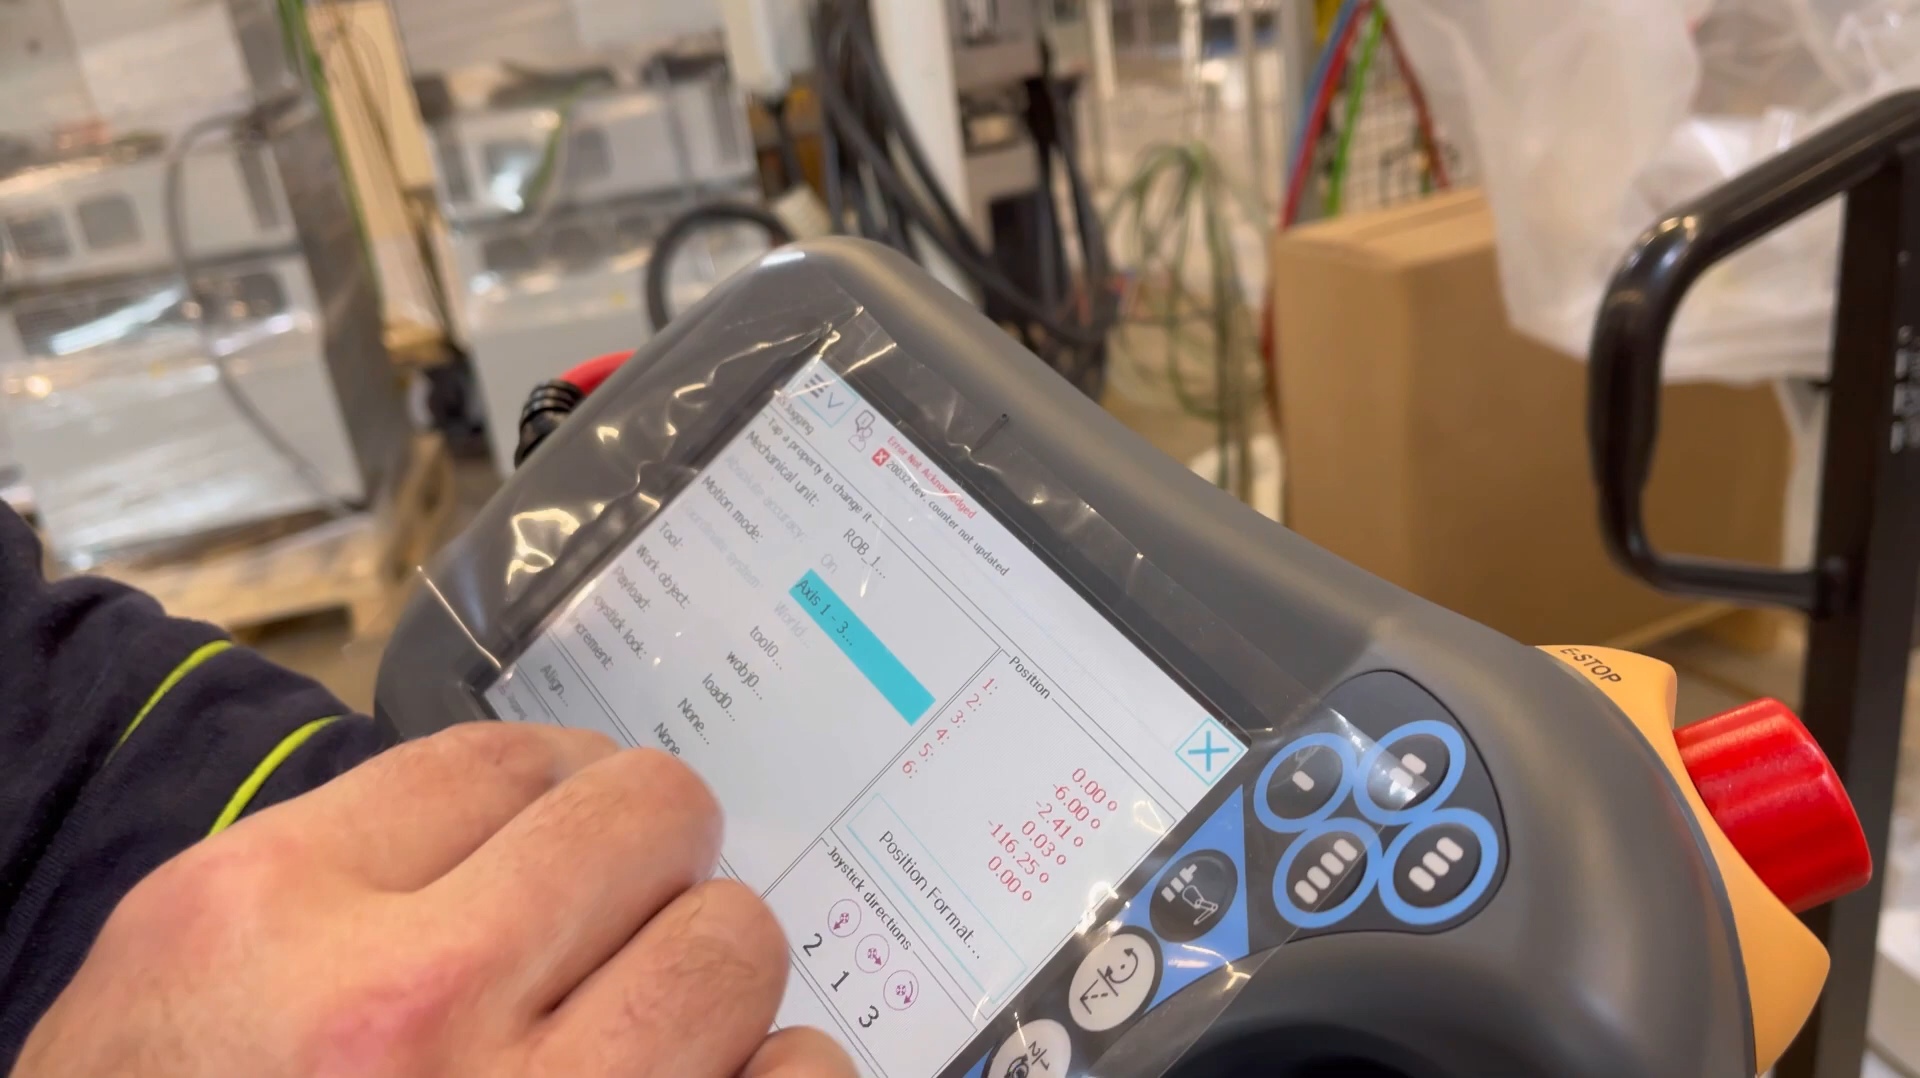 Error Not Acknowledged
20032 Rev. counter not updated
Jogging
Tap a property to change it
Mechanical unit: ROB_1...
Absolute accuracy: On
Motion mode: Axis 1 - 3...
Coordinate system: World...
Tool: tool0...
Work object: wobj0...
Payload: load0...
Joystick lock: None...
Increment: None
Align...
Position
1: 0.00 °
2: -6.00 °
3: -2.41 °
4: 0.03 °
5: -116.25 °
6: 0.00 °
Position Format...
Joystick directions
2 1 3
E-STOP